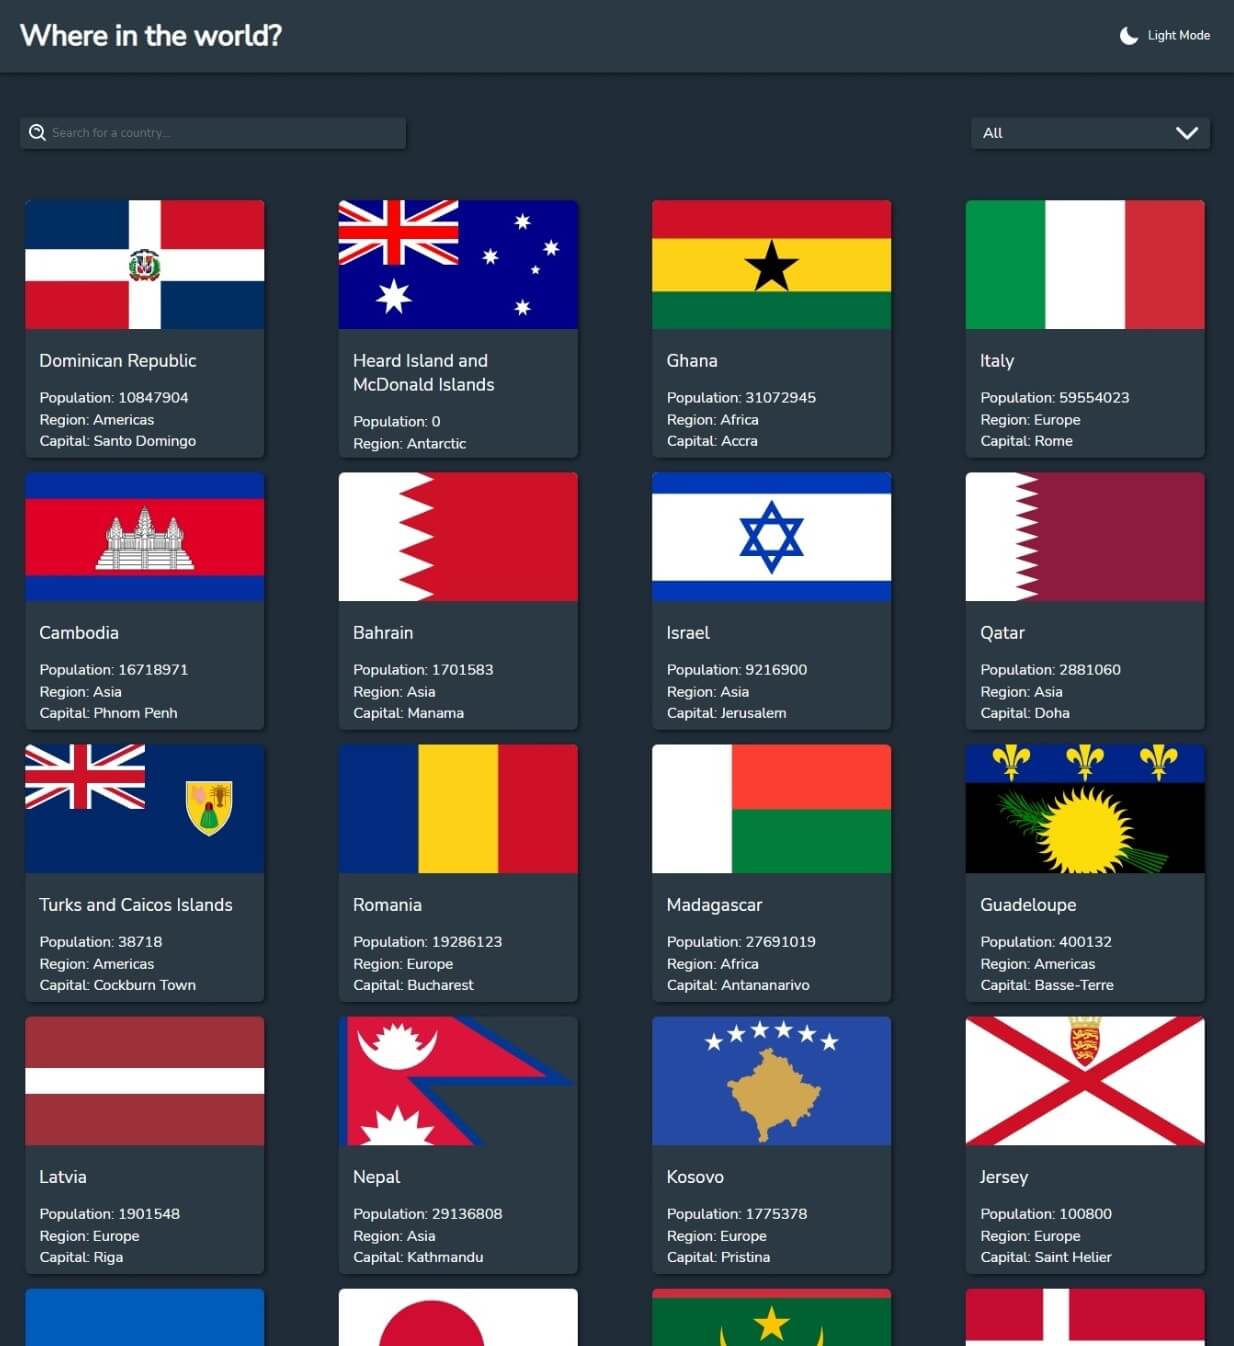 Where in the world?
Light Mode
Search for a country...
All
Dominican Republic
Population: 10847904
Region: Americas
Capital: Santo Domingo
Heard Island and
McDonald Islands
Population: 0
Region: Antarctic
Ghana
Population: 31072945
Region: Africa
Capital: Accra
Italy
Population: 59554023
Region: Europe
Capital: Rome
Cambodia
Population: 16718971
Region: Asia
Capital: Phnom Penh
Bahrain
Population: 1701583
Region: Asia
Capital: Manama
Israel
Population: 9216900
Region: Asia
Capital: Jerusalem
Qatar
Population: 2881060
Region: Asia
Capital: Doha
Turks and Caicos Islands
Population: 38718
Region: Americas
Capital: Cockburn Town
Romania
Population: 19286123
Region: Europe
Capital: Bucharest
Madagascar
Population: 27691019
Region: Africa
Capital: Antananarivo
Guadeloupe
Population: 400132
Region: Americas
Capital: Basse-Terre
Latvia
Population: 1901548
Region: Europe
Capital: Riga
Nepal
Population: 29136808
Region: Asia
Capital: Kathmandu
Kosovo
Population: 1775378
Region: Europe
Capital: Pristina
Jersey
Population: 100800
Region: Europe
Capital: Saint Helier